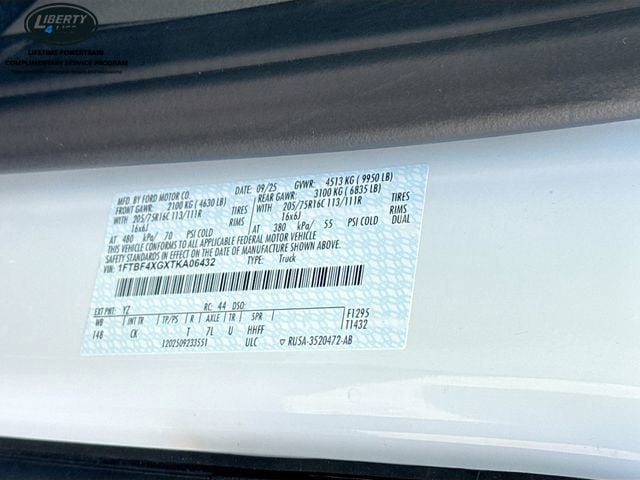 LIBERTY
4 LIFE
LIFETIME POWERTRAIN
COMPLIMENTARY SERVICE PROGRAM
MFD. BY FORD MOTOR CO.
DATE: 09/25 GVWR: 4513 KG ( 9950 LB)
FRONT GAWR: 2100 KG ( 4630 LB) REAR GAWR: 3100 KG ( 6835 LB)
WITH 205/75R16C 113/111R TIRES WITH 205/75R16C 113/111R TIRES
16x6J RIMS 16x6J RIMS
AT 480 kPa/ 70 PSI COLD AT 380 kPa/ 55 PSI COLD DUAL
THIS VEHICLE CONFORMS TO ALL APPLICABLE FEDERAL MOTOR VEHICLE
SAFETY STANDARDS IN EFFECT ON THE DATE OF MANUFACTURE SHOWN ABOVE.
VIN: 1FTBF4XGXTKA06432 TYPE: Truck
EXT PNT: YZ RC: 44 DSO:
WB INT TR TP/PS R AXLE TR SPR F1295
148 CK T 7L U HHFF T1432
1202509233551 ULC ▽ RU5A-3520472-AB